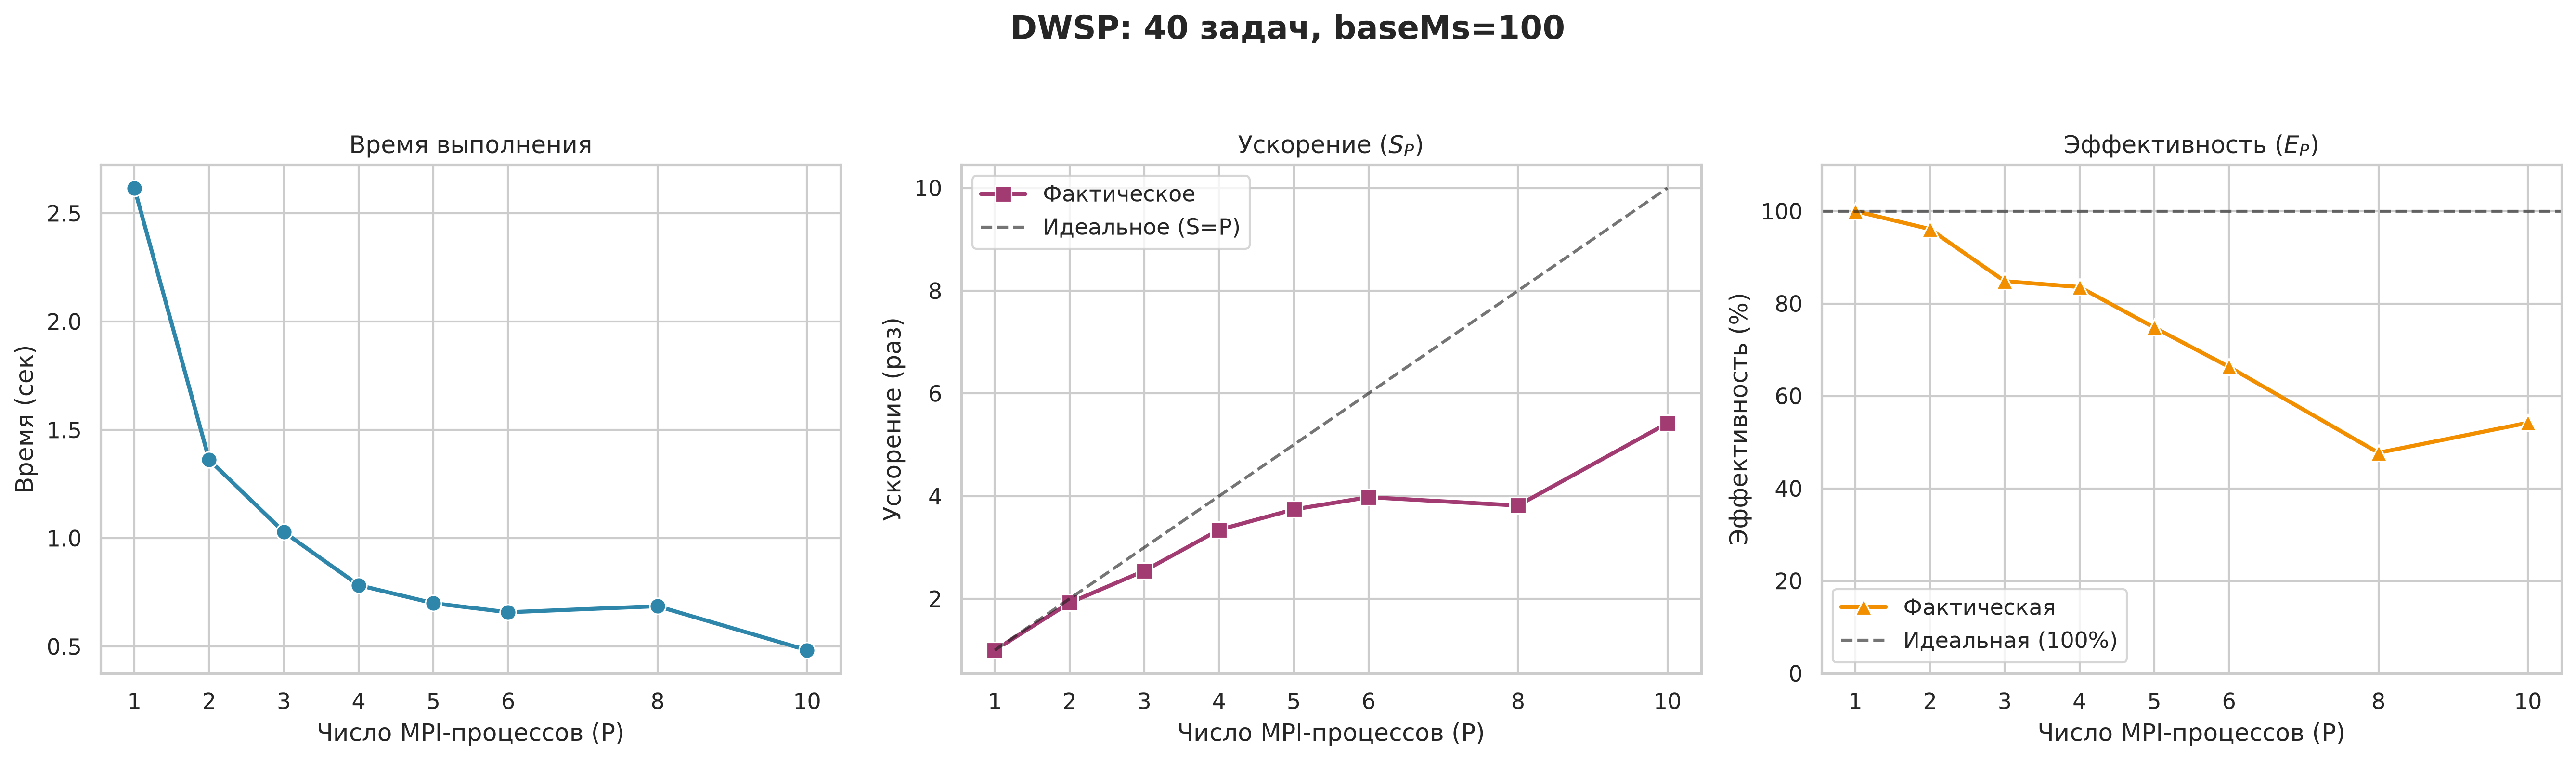 DWSP: 40 задач, baseMs=100
Время выполнения
Время (сек)
2.5
2.0
1.5
1.0
0.5
1 2 3 4 5 6 8 10
Число MPI-процессов (P)
Ускорение (S_P)
Ускорение (раз)
Фактическое
Идеальное (S=P)
10
8
6
4
2
1 2 3 4 5 6 8 10
Число MPI-процессов (P)
Эффективность (E_P)
Эффективность (%)
100
80
60
40
20
0
Фактическая
Идеальная (100%)
1 2 3 4 5 6 8 10
Число MPI-процессов (P)